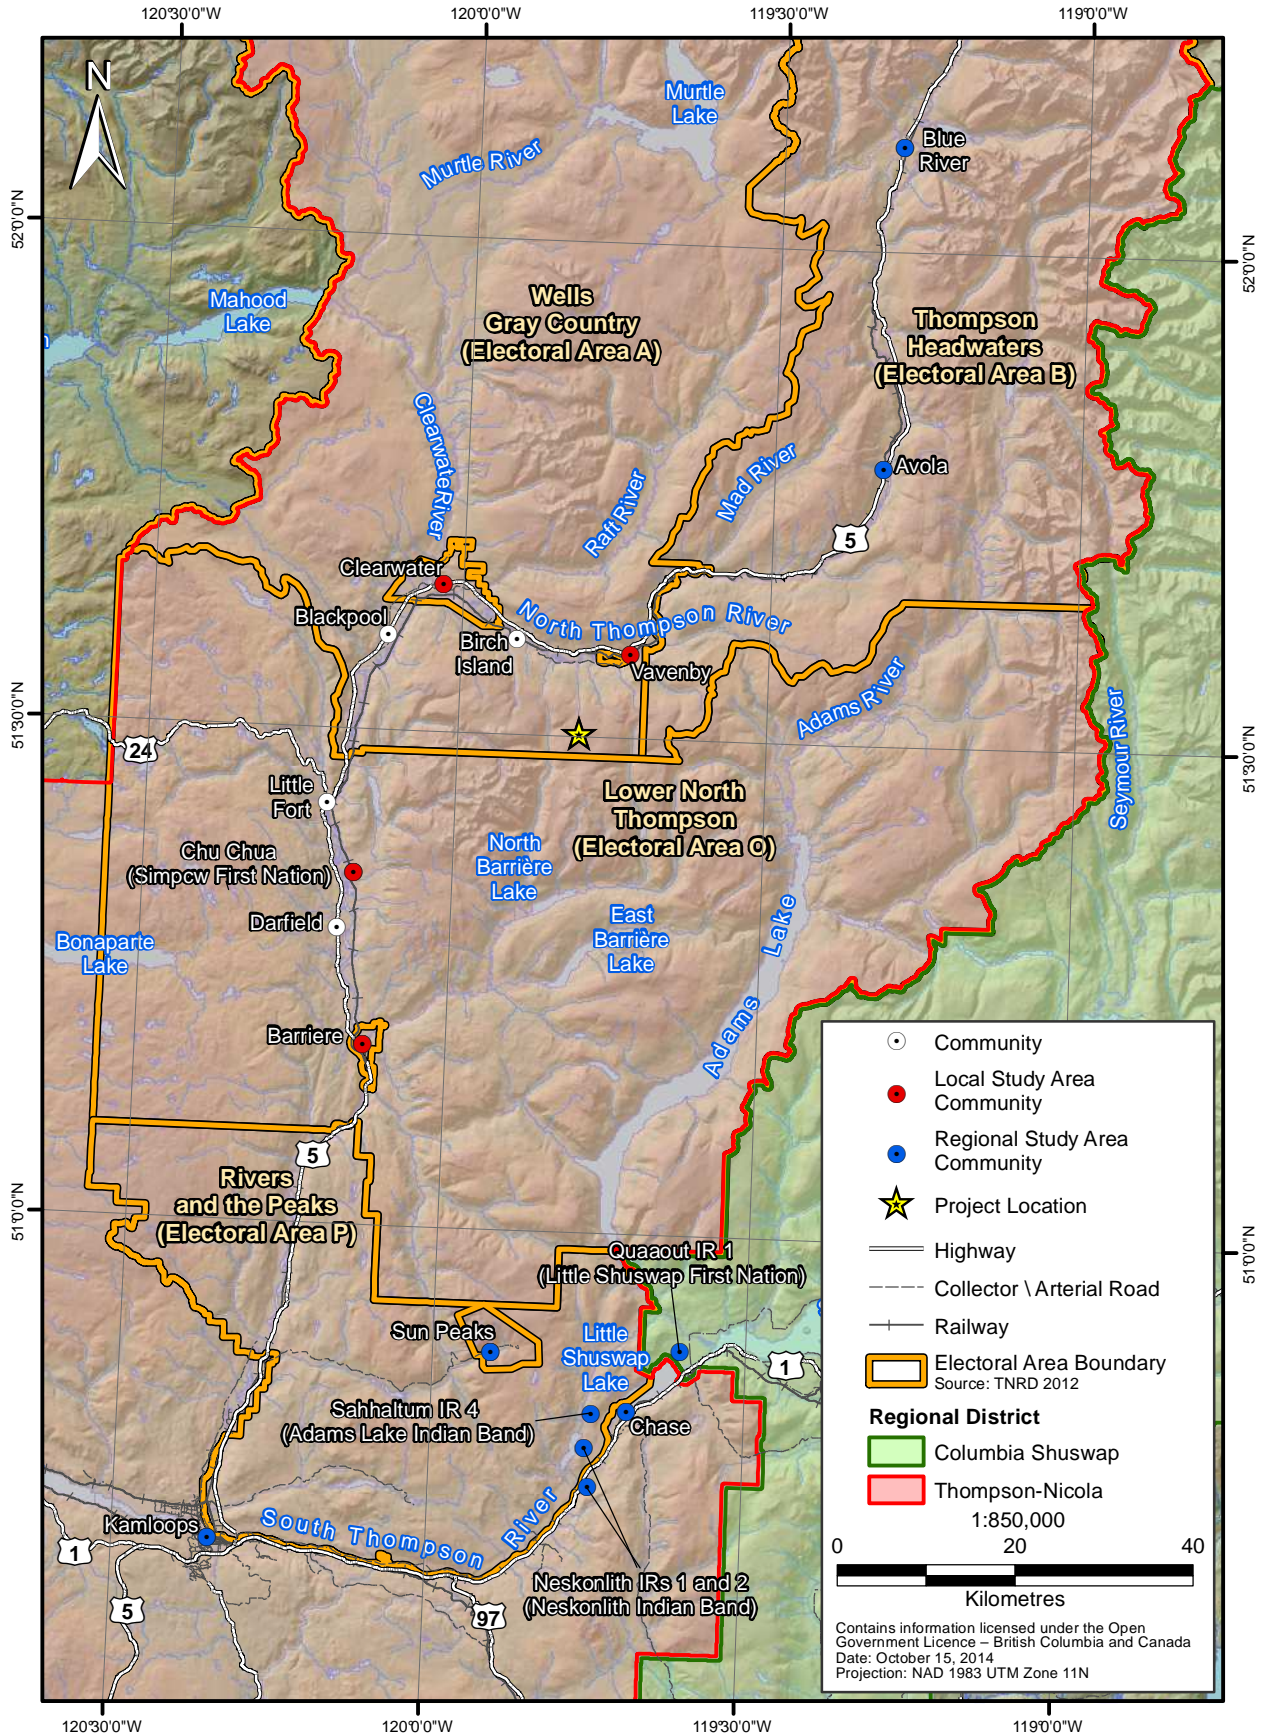 120°30'0"W
120°0'0"W
119°30'0"W
119°0'0"W
N
Murtle
Lake
Blue
River
Murtle River
52°0'0"N
52°0'0"N
Mahood
Lake
Wells
Gray Country
(Electoral Area A)
Thompson
Headwaters
(Electoral Area B)
Clearwater River
Raft River
Mad River
Avola
5
Clearwater
Blackpool
Birch
Island
North Thompson River
Vavenby
Adams River
Seymour River
51°30'0"N
51°30'0"N
24
Little
Fort
Lower North
Thompson
(Electoral Area O)
Chu Chua
(Simpcw First Nation)
North
Barrière
Lake
Darfield
East
Barrière
Lake
Bonaparte
Lake
Adams Lake
Barriere
5
Rivers
and the Peaks
(Electoral Area P)
51°0'0"N
51°0'0"N
Quaaout IR 1
(Little Shuswap First Nation)
Sun Peaks
Little
Shuswap
Lake
1
Sahhaltum IR 4
(Adams Lake Indian Band)
Chase
Kamloops
South Thompson River
1
5
97
Neskonlith IRs 1 and 2
(Neskonlith Indian Band)
Community
Local Study Area
Community
Regional Study Area
Community
Project Location
Highway
Collector \ Arterial Road
Railway
Electoral Area Boundary
Source: TNRD 2012
Regional District
Columbia Shuswap
Thompson-Nicola
1:850,000
0 20 40
Kilometres
Contains information licensed under the Open
Government Licence – British Columbia and Canada
Date: October 15, 2014
Projection: NAD 1983 UTM Zone 11N
120°30'0"W
120°0'0"W
119°30'0"W
119°0'0"W